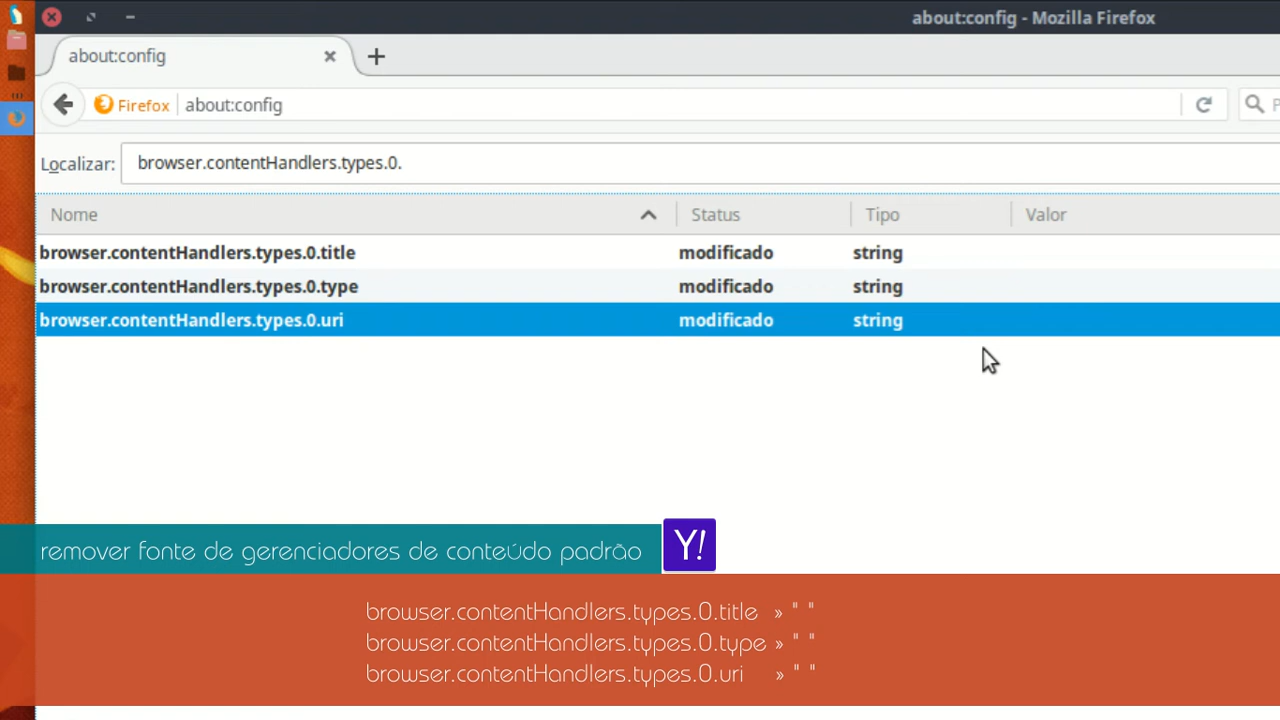 about:config - Mozilla Firefox
about:config
Firefox about:config
Localizar: browser.contentHandlers.types.0.
Nome Status Tipo Valor
browser.contentHandlers.types.0.title modificado string
browser.contentHandlers.types.0.type modificado string
browser.contentHandlers.types.0.uri modificado string
remover fonte de gerenciadores de conteúdo padrão Y!
browser.contentHandlers.types.0.title » " "
browser.contentHandlers.types.0.type » " "
browser.contentHandlers.types.0.uri » " "